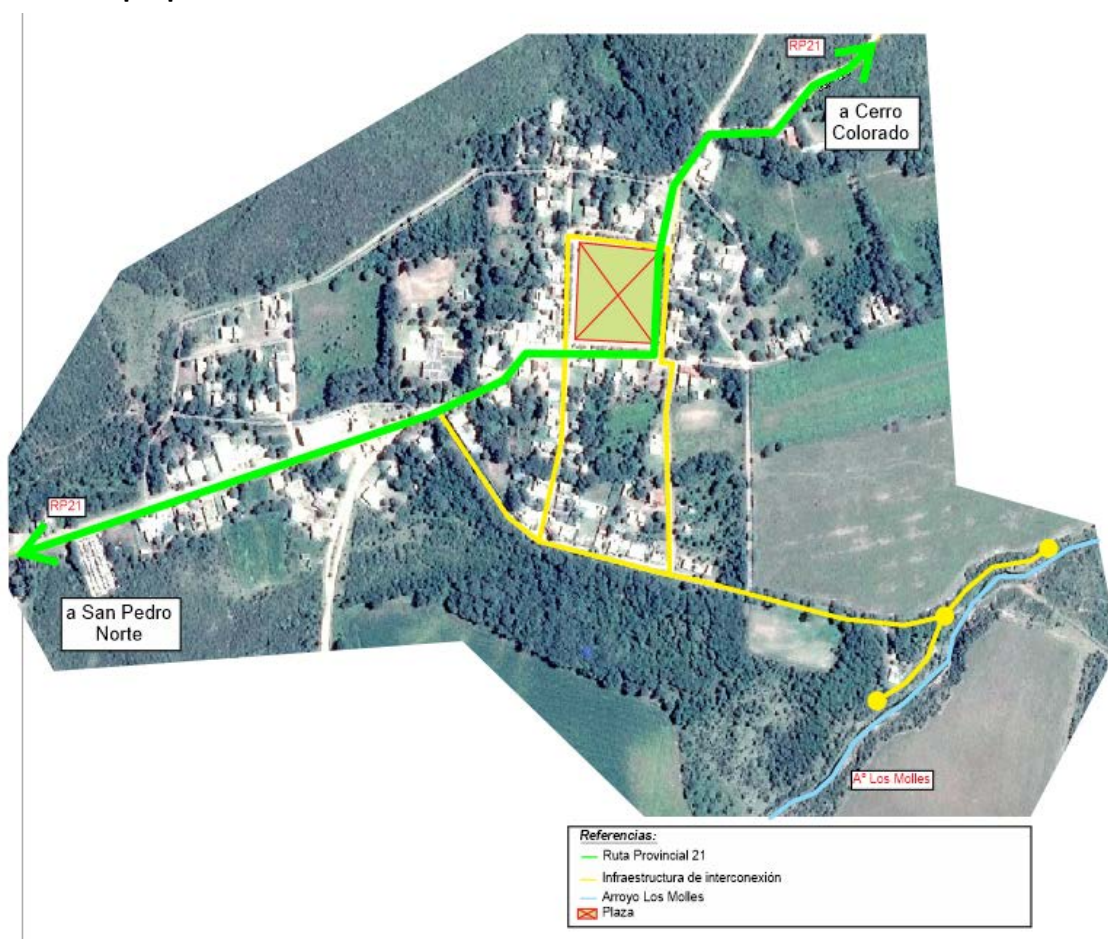 RP21
a Cerro
Colorado
RP21
a San Pedro
Norte
Aº Los Molles
Referencias:
Ruta Provincial 21
Infraestructura de interconexión
Arroyo Los Molles
Plaza